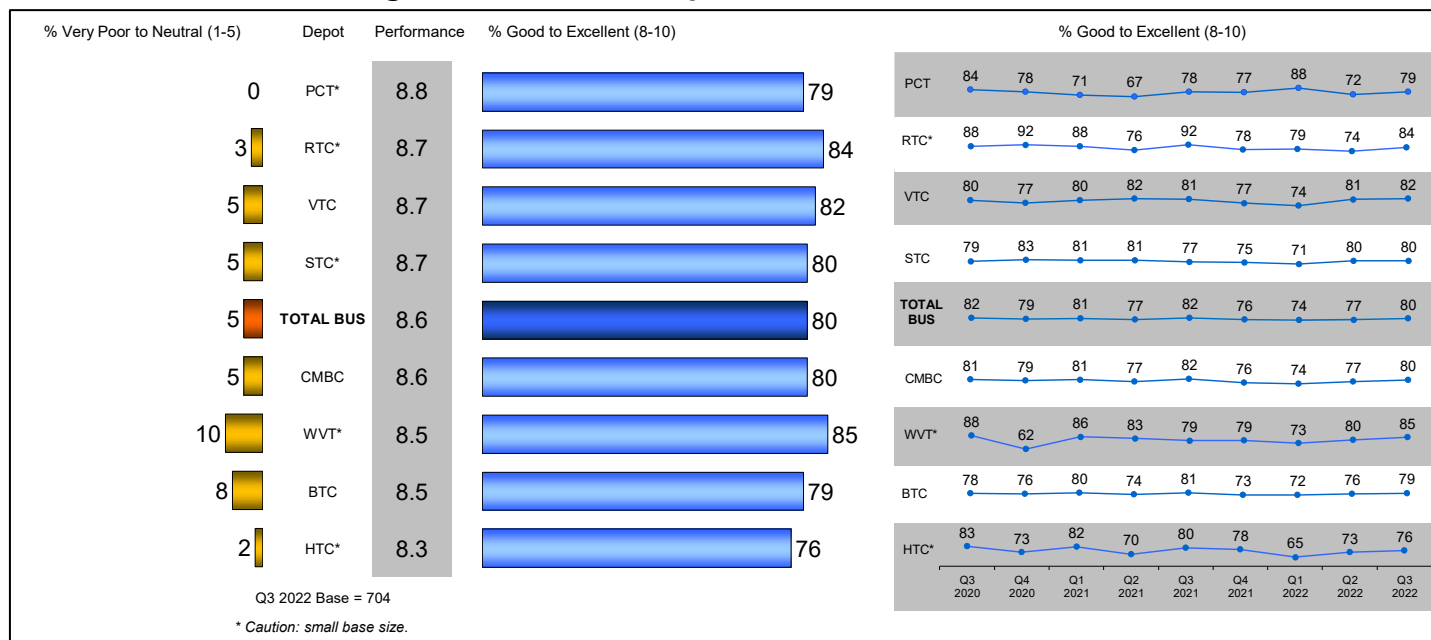 % Very Poor to Neutral (1-5) Depot Performance % Good to Excellent (8-10) % Good to Excellent (8-10)
0 PCT* 8.8 79
3 RTC* 8.7 84
5 VTC 8.7 82
5 STC* 8.7 80
5 TOTAL BUS 8.6 80
5 CMBC 8.6 80
10 WVT* 8.5 85
8 BTC 8.5 79
2 HTC* 8.3 76
Q3 2022 Base = 704
* Caution: small base size.
PCT 84 78 71 67 78 77 88 72 79
RTC* 88 92 88 76 92 78 79 74 84
VTC 80 77 80 82 81 77 74 81 82
STC 79 83 81 81 77 75 71 80 80
TOTAL
BUS 82 79 81 77 82 76 74 77 80
CMBC 81 79 81 77 82 76 74 77 80
WVT* 88 62 86 83 79 79 73 80 85
BTC 78 76 80 74 81 73 72 76 79
HTC* 83 73 82 70 80 78 65 73 76
Q3 Q4 Q1 Q2 Q3 Q4 Q1 Q2 Q3
2020 2020 2021 2021 2021 2021 2022 2022 2022